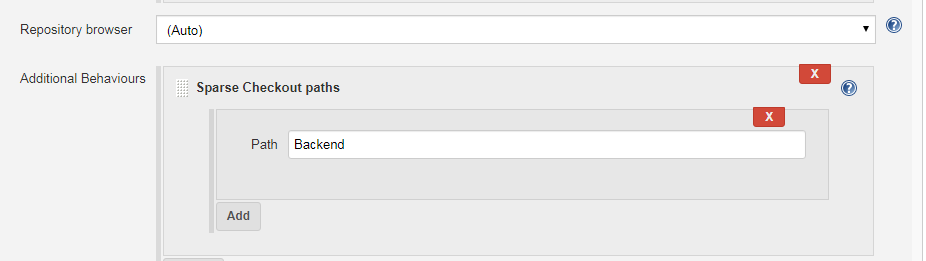 Repository browser
(Auto)
?
Additional Behaviours
X
Sparse Checkout paths
?
X
Path
Backend
Add